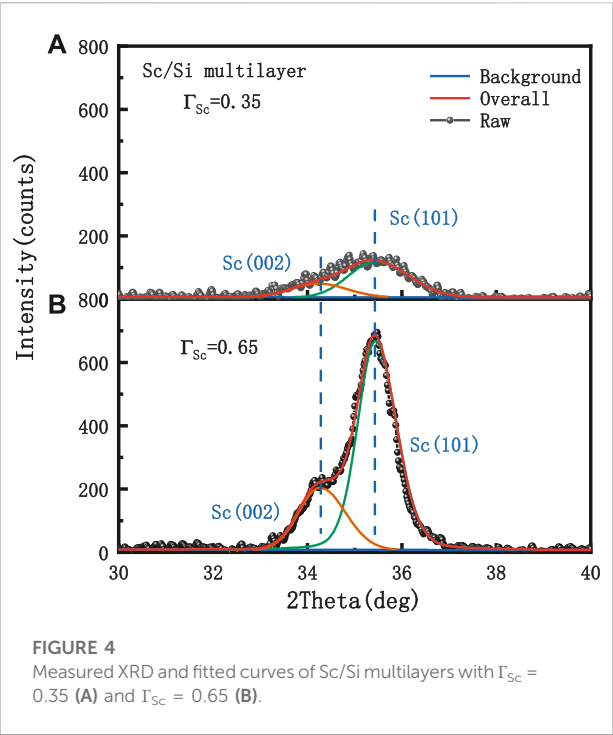 A
800
Sc/Si multilayer
ΓSc=0.35
Background
Overall
Raw
600
400
Sc(101)
200
Sc(002)
Intensity(counts)
B
800
ΓSc=0.65
600
400
Sc(101)
200
Sc(002)
0
30 32 34 36 38 40
2Theta(deg)
FIGURE 4
Measured XRD and fitted curves of Sc/Si multilayers with ΓSc =
0.35 (A) and ΓSc = 0.65 (B).